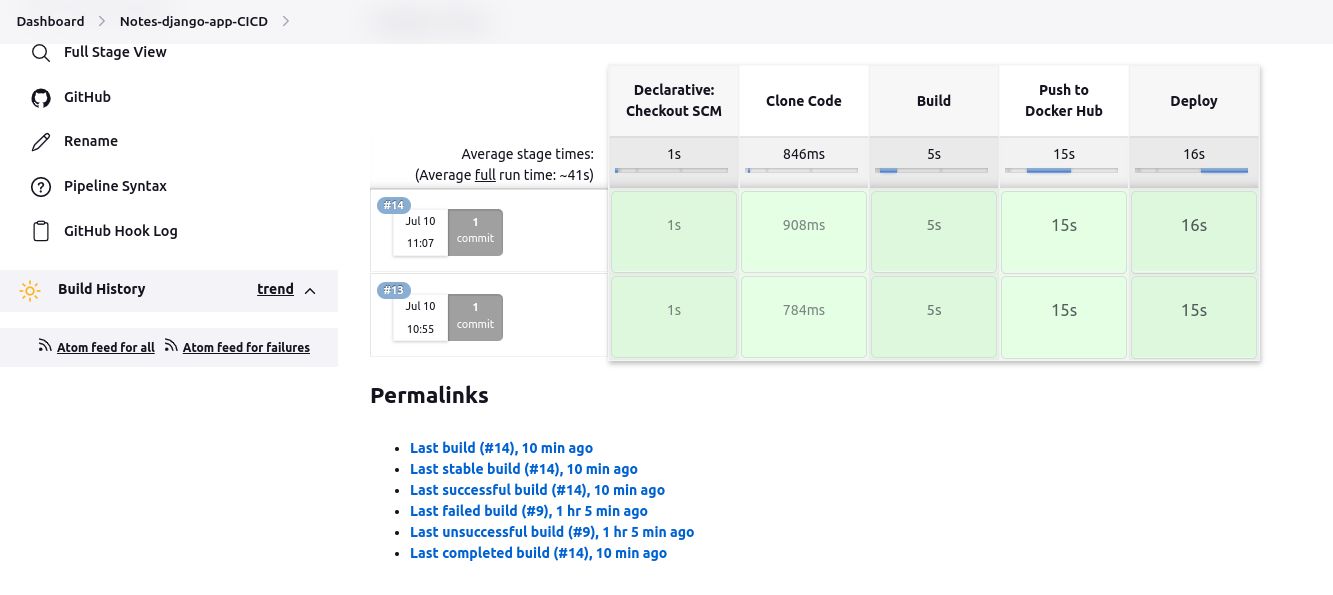 Dashboard
Notes-django-app-CICD
Full Stage View
GitHub
Rename
Pipeline Syntax
GitHub Hook Log
Build History
trend
Atom feed for all
Atom feed for failures
Declarative:
Checkout SCM
Clone Code
Build
Push to
Docker Hub
Deploy
Average stage times:
1s 846ms 5s 15s 16s
(Average full run time: ~41s)
#14
Jul 10
11:07
1
commit
1s 908ms 5s 15s 16s
#13
Jul 10
10:55
1
commit
1s 784ms 5s 15s 15s
Permalinks
Last build (#14), 10 min ago
Last stable build (#14), 10 min ago
Last successful build (#14), 10 min ago
Last failed build (#9), 1 hr 5 min ago
Last unsuccessful build (#9), 1 hr 5 min ago
Last completed build (#14), 10 min ago